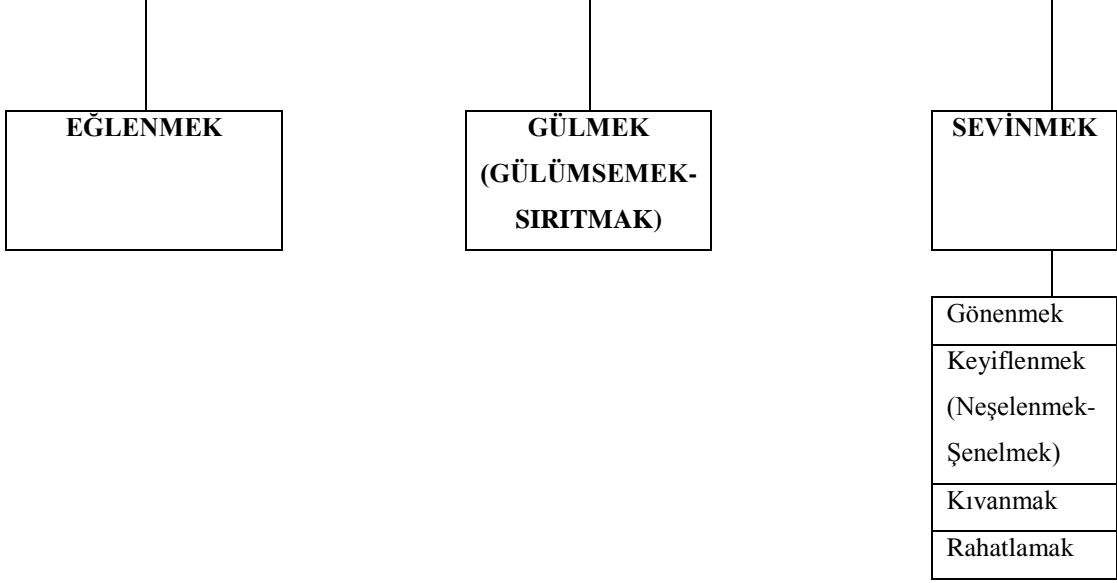 EĞLENMEK
GÜLMEK
(GÜLÜMSEMEK-
SIRITMAK)
SEVİNMEK
Gönenmek
Keyiflenmek
(Neşelenmek-
Şenelmek)
Kıvanmak
Rahatlamak